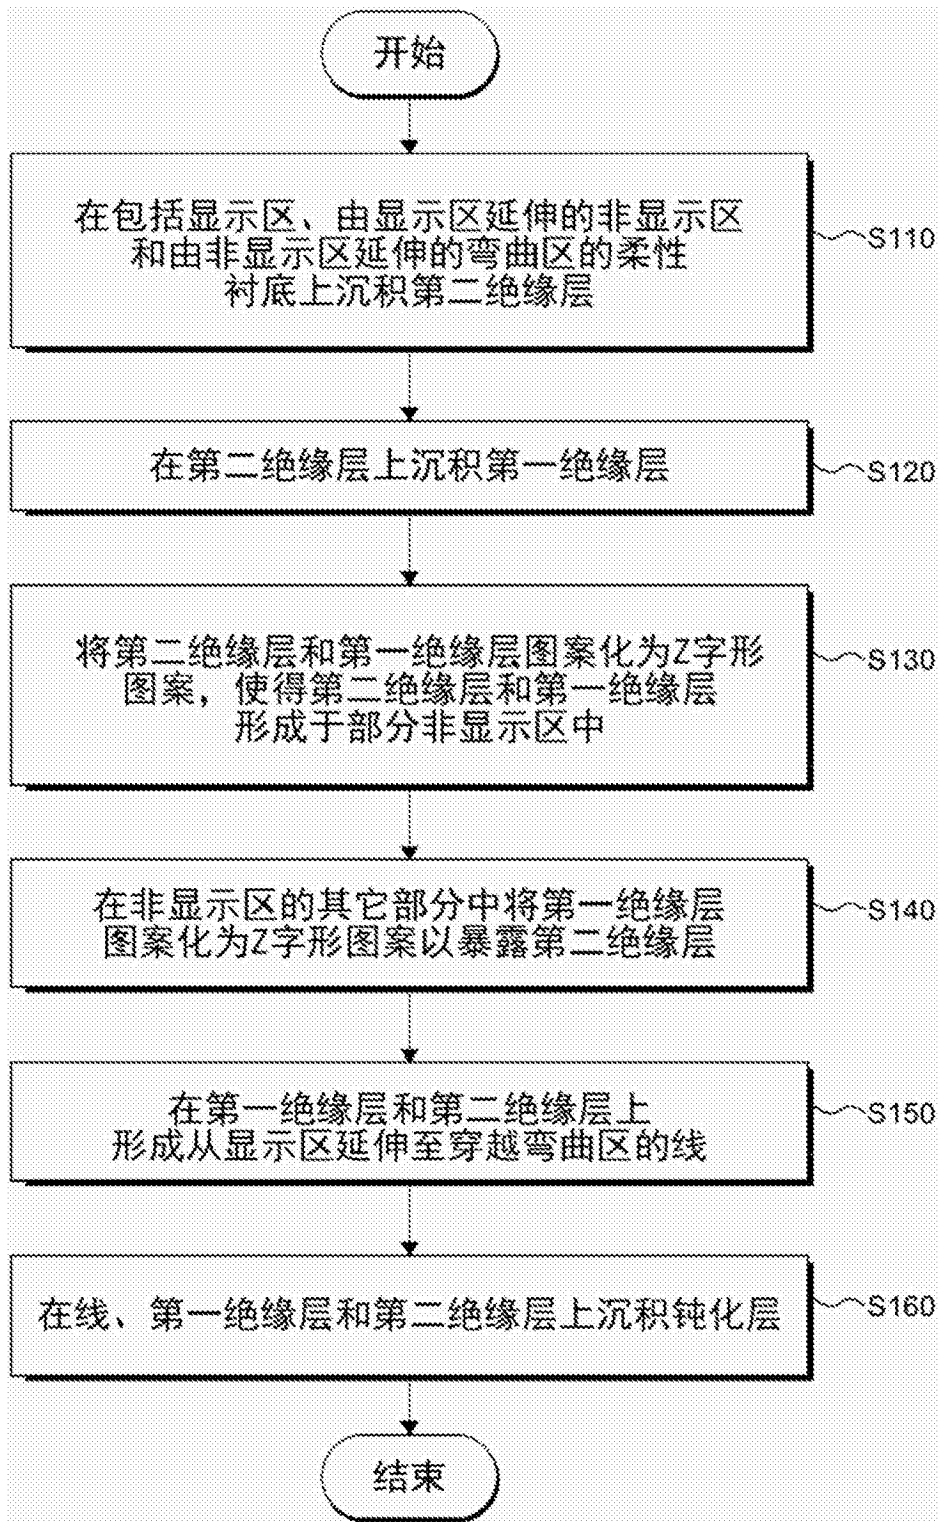 开始
在包括显示区、由显示区延伸的非显示区
和由非显示区延伸的弯曲区的柔性
衬底上沉积第二绝缘层
S110
在第二绝缘层上沉积第一绝缘层
S120
将第二绝缘层和第一绝缘层图案化为Z字形
图案，使得第二绝缘层和第一绝缘层
形成于部分非显示区中
S130
在非显示区的其它部分中将第一绝缘层
图案化为Z字形图案以暴露第二绝缘层
S140
在第一绝缘层和第二绝缘层上
形成从显示区延伸至穿越弯曲区的线
S150
在线、第一绝缘层和第二绝缘层上沉积钝化层
S160
结束